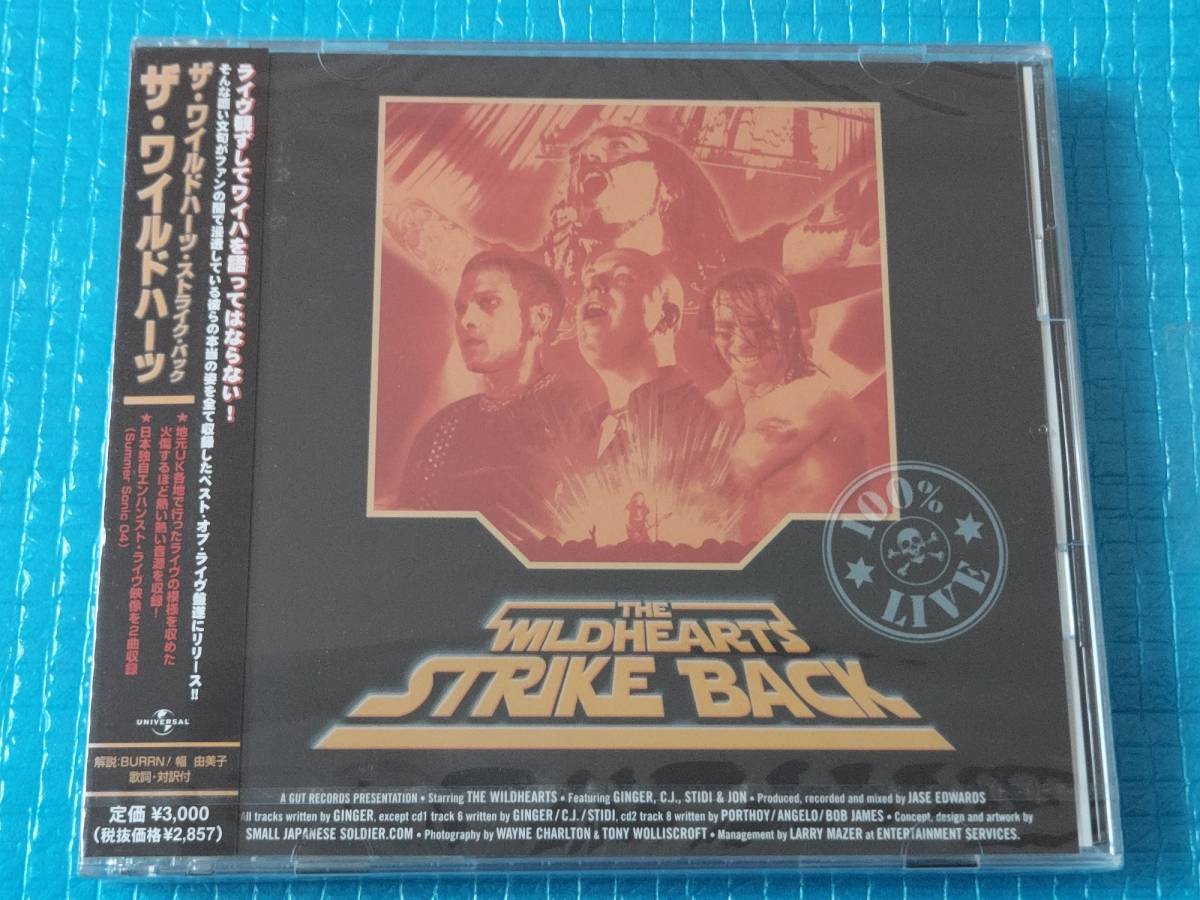 ザ・ワイルドハーツ・ストライク・バック
ザ・ワイルドハーツ
ライヴ観ずしてワイハを語ってはならない!
そんな謳い文句がファンの間で浸透している彼らの本当の姿を全て収録したベスト・オブ・ライヴ盤遂にリリース!!
★地元UK各地で行ったライヴの模様を収めた
火傷するほど熱い熱い音源を収録!
★日本独自エンハンスト・ライヴ映像を2曲収録
(Summer Sonic 04)
UNIVERSAL
解説:BURRN! 幅 由美子
歌詞・対訳付
定価 ¥3,000
(税抜価格¥2,857)
100%
LIVE
THE
WILDHEARTS
STRIKE BACK
A GUT RECORDS PRESENTATION • Starring THE WILDHEARTS • Featuring GINGER, C.J., STIDI & JON • Produced, recorded and mixed by JASE EDWARDS
All tracks written by GINGER, except cd1 track 6 written by GINGER/C.J./STIDI, cd2 track 8 written by PORTHOY/ANGELO/BOB JAMES • Concept, design and artwork by
SMALL JAPANESE SOLDIER.COM • Photography by WAYNE CHARLTON & TONY WOLLISCROFT • Management by LARRY MAZER at ENTERTAINMENT SERVICES.